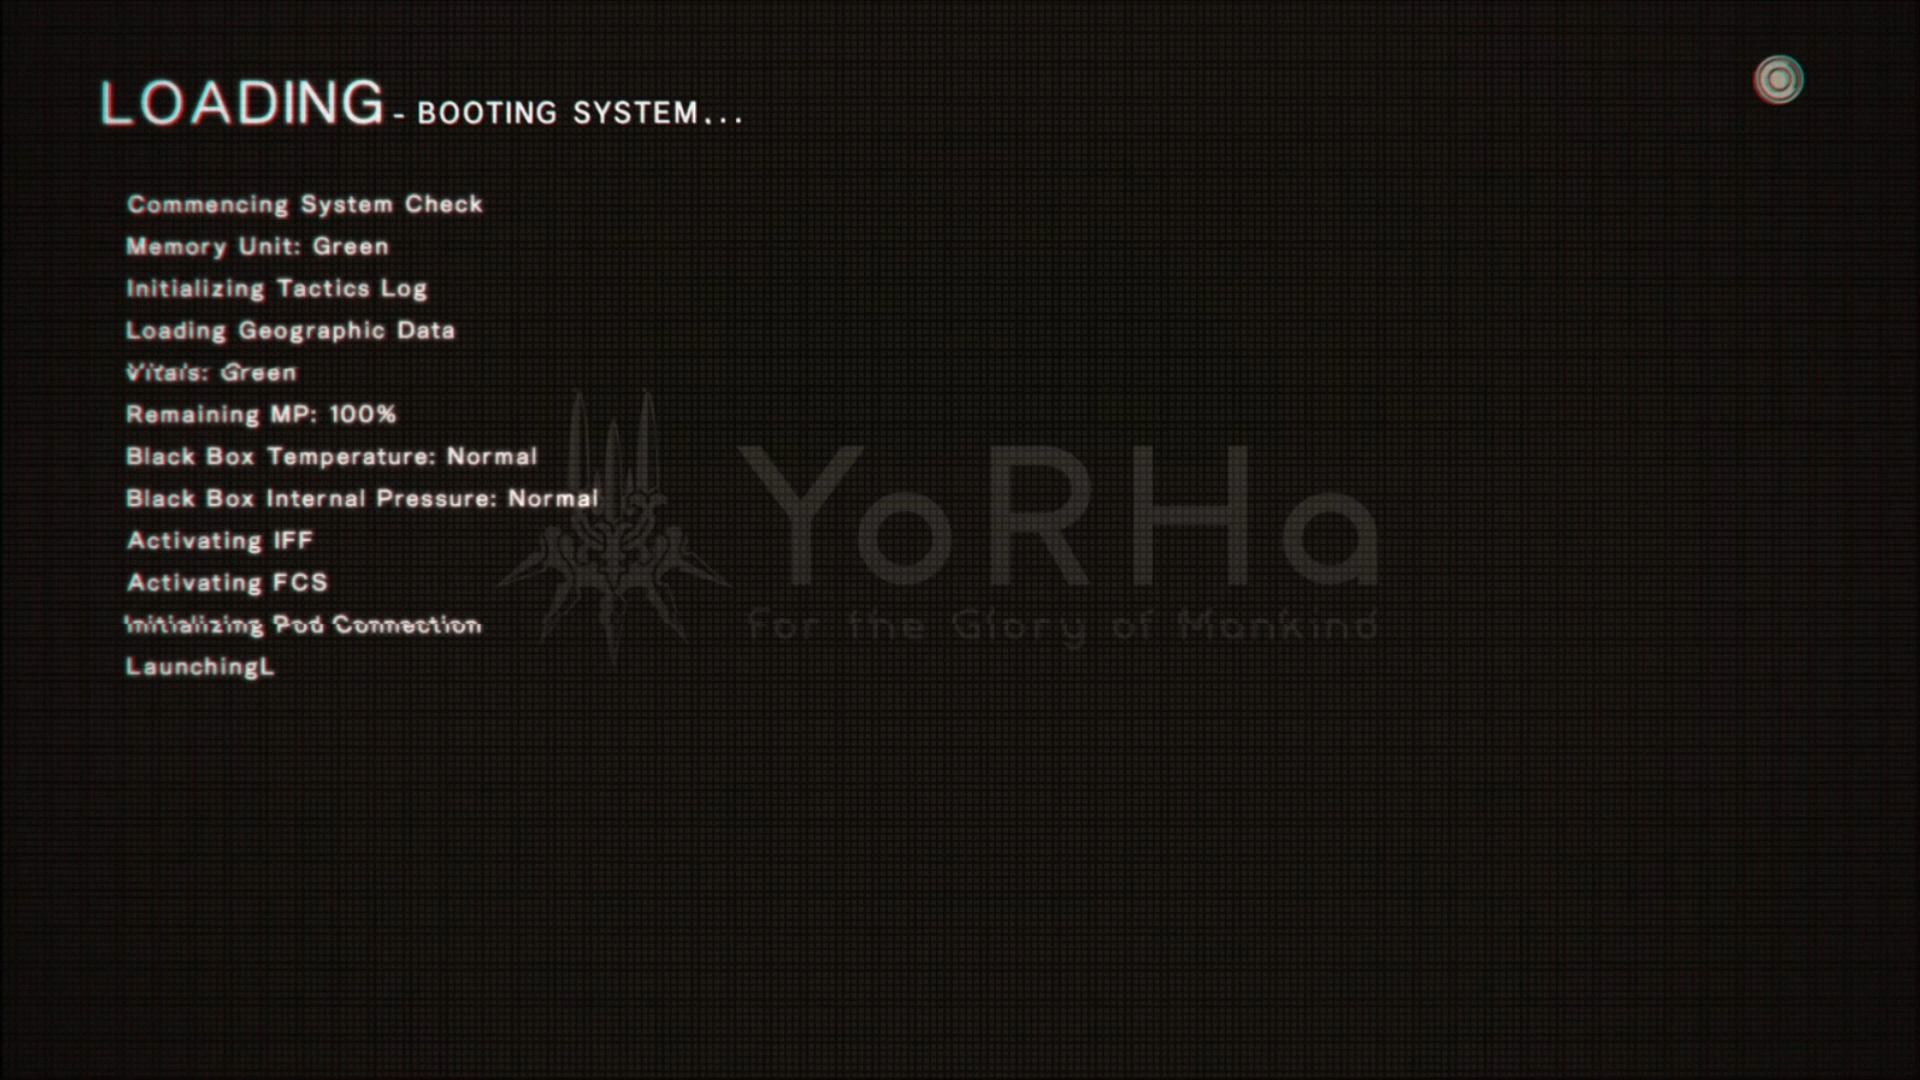 LOADING - BOOTING SYSTEM...
Commencing System Check
Memory Unit: Green
Initializing Tactics Log
Loading Geographic Data
Vitals: Green
Remaining MP: 100%
Black Box Temperature: Normal
Black Box Internal Pressure: Normal
Activating IFF
Activating FCS
Initializing Pod Connection
LaunchingL
YoRHa
For the Glory of Mankind